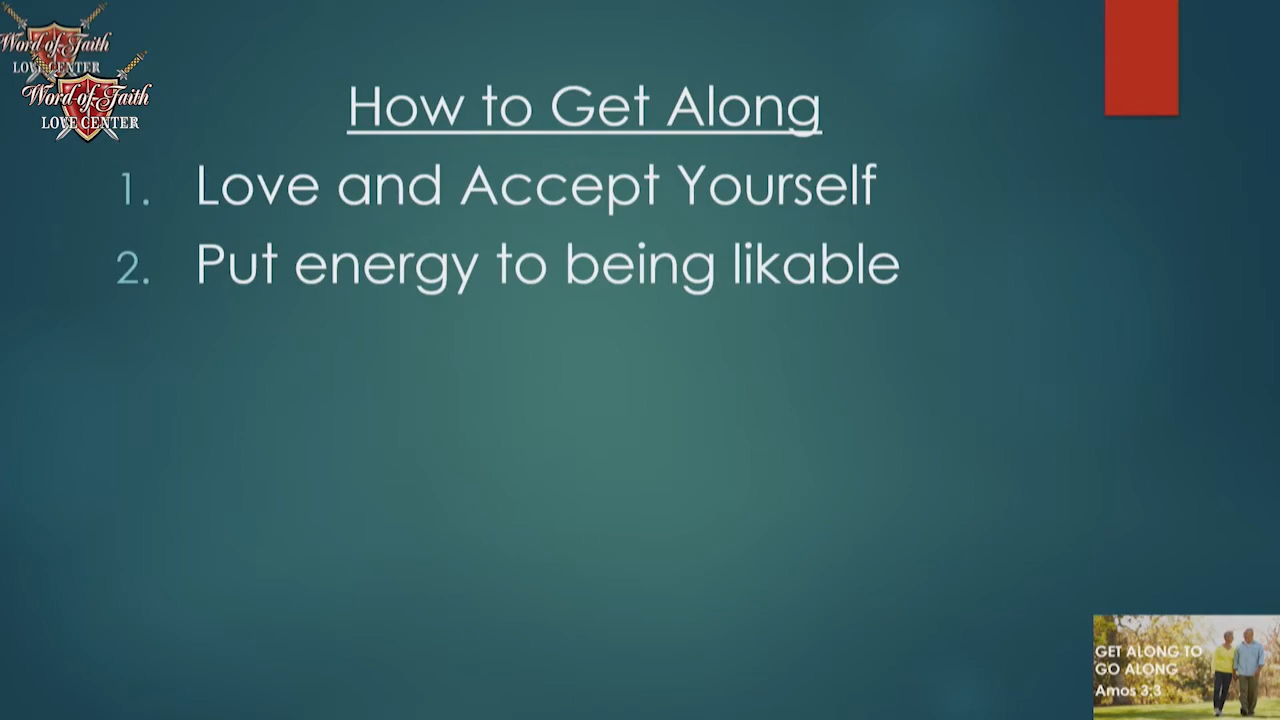 Word of Faith
LOVE CENTER
Word of Faith
LOVE CENTER
How to Get Along
1. Love and Accept Yourself
2. Put energy to being likable
GET ALONG TO
GO ALONG
Amos 3:3